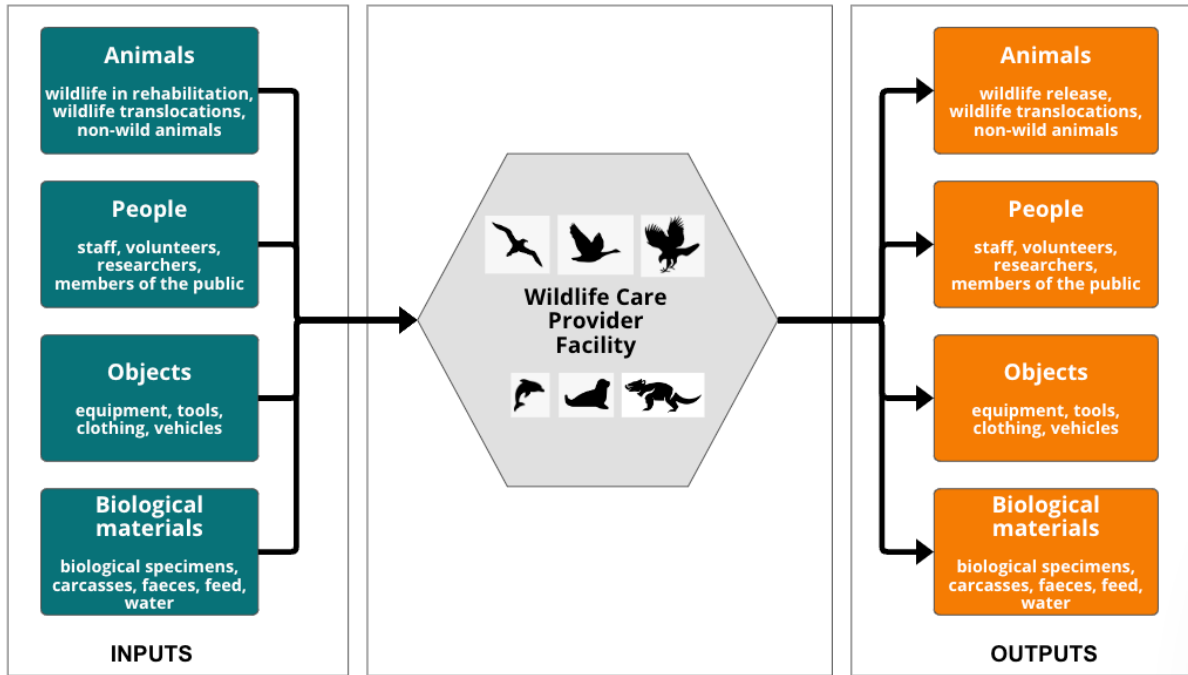 Animals
wildlife in rehabilitation,
wildlife translocations,
non-wild animals
People
staff, volunteers,
researchers,
members of the public
Objects
equipment, tools,
clothing, vehicles
Biological
materials
biological specimens,
carcasses, faeces, feed,
water
INPUTS
Wildlife Care
Provider
Facility
Animals
wildlife release,
wildlife translocations,
non-wild animals
People
staff, volunteers,
researchers,
members of the public
Objects
equipment, tools,
clothing, vehicles
Biological
materials
biological specimens,
carcasses, faeces, feed,
water
OUTPUTS